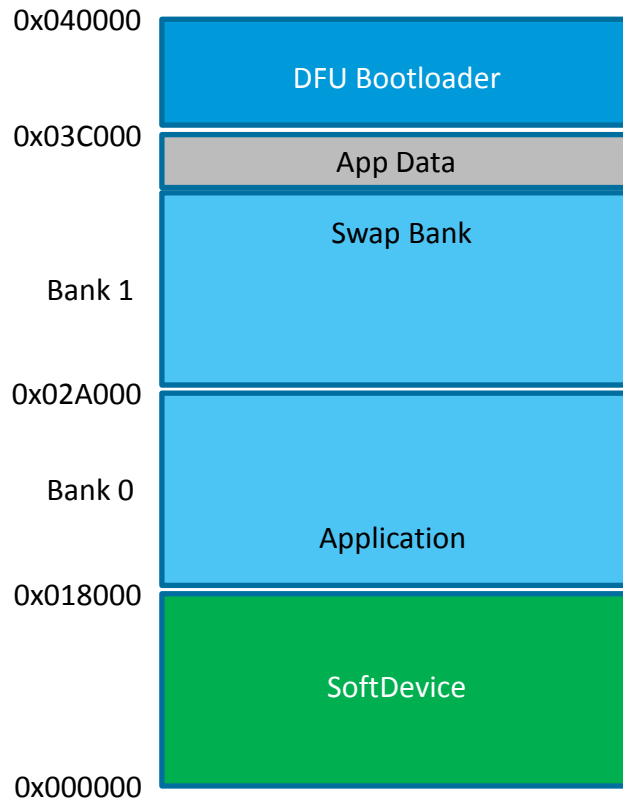 0x040000
DFU Bootloader
0x03C000
App Data
Swap Bank
Bank 1
0x02A000
Bank 0
Application
0x018000
SoftDevice
0x000000